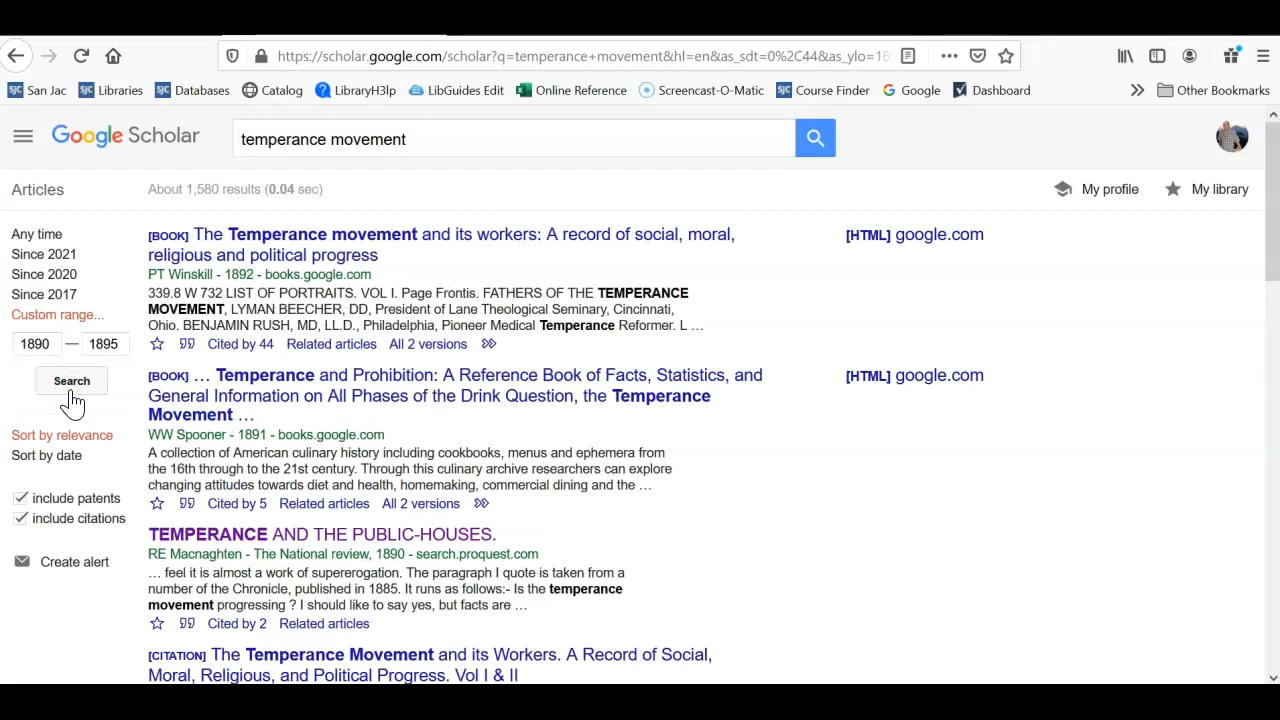 https://scholar.google.com/scholar?q=temperance+movement&hl=en&as_sdt=0%2C44&as_ylo=18
San Jac Libraries Databases Catalog LibraryH3lp LibGuides Edit Online Reference Screencast-O-Matic Course Finder Google Dashboard Other Bookmarks
Google Scholar
temperance movement
Articles
About 1,580 results (0.04 sec)
My profile
My library
Any time
Since 2021
Since 2020
Since 2017
Custom range...
1890 — 1895
Search
Sort by relevance
Sort by date
include patents
include citations
Create alert
[BOOK] The Temperance movement and its workers: A record of social, moral,
religious and political progress
PT Winskill - 1892 - books.google.com
339.8 W 732 LIST OF PORTRAITS. VOL I. Page Frontis. FATHERS OF THE TEMPERANCE
MOVEMENT, LYMAN BEECHER, DD, President of Lane Theological Seminary, Cincinnati,
Ohio. BENJAMIN RUSH, MD, LL.D., Philadelphia, Pioneer Medical Temperance Reformer. L …
Cited by 44 Related articles All 2 versions
[HTML] google.com
[BOOK] … Temperance and Prohibition: A Reference Book of Facts, Statistics, and
General Information on All Phases of the Drink Question, the Temperance
Movement …
WW Spooner - 1891 - books.google.com
A collection of American culinary history including cookbooks, menus and ephemera from
the 16th through to the 21st century. Through this culinary archive researchers can explore
changing attitudes towards diet and health, homemaking, commercial dining and the …
Cited by 5 Related articles All 2 versions
[HTML] google.com
TEMPERANCE AND THE PUBLIC-HOUSES.
RE Macnaghten - The National review, 1890 - search.proquest.com
… feel it is almost a work of supererogation. The paragraph I quote is taken from a
number of the Chronicle, published in 1885. It runs as follows:- Is the temperance
movement progressing ? I should like to say yes, but facts are …
Cited by 2 Related articles
[CITATION] The Temperance Movement and its Workers. A Record of Social,
Moral, Religious, and Political Progress. Vol I & II